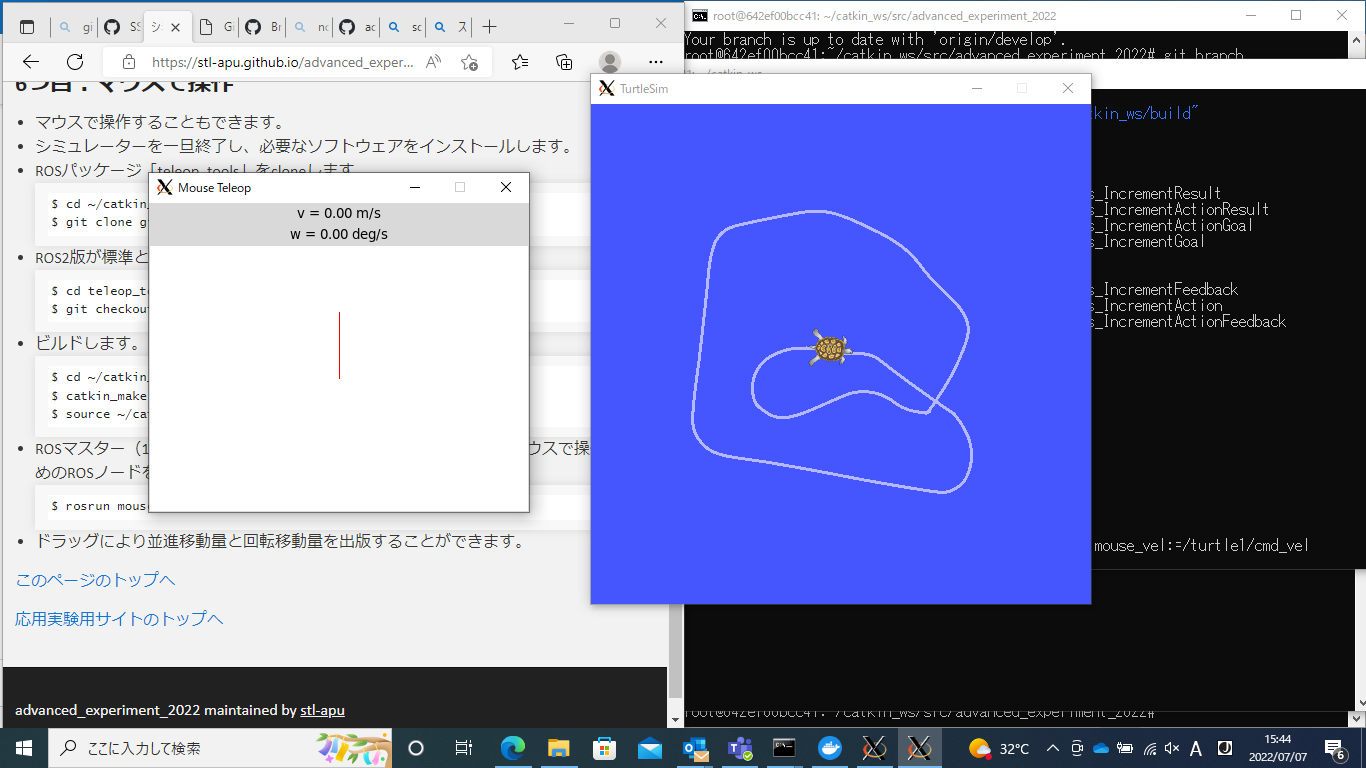 gi
SS
シ
Gi
Br
nc
ac
sc
ス
https://stl-apu.github.io/advanced_exper...
6つ目：マウスで操作
マウスで操作することもできます。
シミュレーターを一旦終了し、必要なソフトウェアをインストールします。
ROSパッケージ「teleop_tools」をcloneします
$ cd ~/catkin_
$ git clone g
ROS2版が標準と
$ cd teleop_t
$ git checkou
ビルドします。
$ cd ~/catkin_
$ catkin_make
$ source ~/ca
ROSマスター（1
ウスで操
めのROSノードを
$ rosrun mous
ドラッグにより並進移動量と回転移動量を出版することができます。
このページのトップへ
応用実験用サイトのトップへ
advanced_experiment_2022 maintained by stl-apu
Mouse Teleop
v = 0.00 m/s
w = 0.00 deg/s
TurtleSim
root@642ef00bcc41: ~/catkin_ws/src/advanced_experiment_2022
Your branch is up to date with 'origin/develop'.
root@642ef00bcc41:~/catkin_ws/src/advanced_experiment_2022# git branch
tkin_ws/build"
s_IncrementResult
s_IncrementActionResult
s_IncrementActionGoal
s_IncrementGoal
s_IncrementFeedback
s_IncrementAction
s_IncrementActionFeedback
mouse_vel:=/turtle1/cmd_vel
root@642ef00bcc41:~/catkin_ws/src/advanced_experiment_2022#
ここに入力して検索
32°C
A
15:44
2022/07/07
6